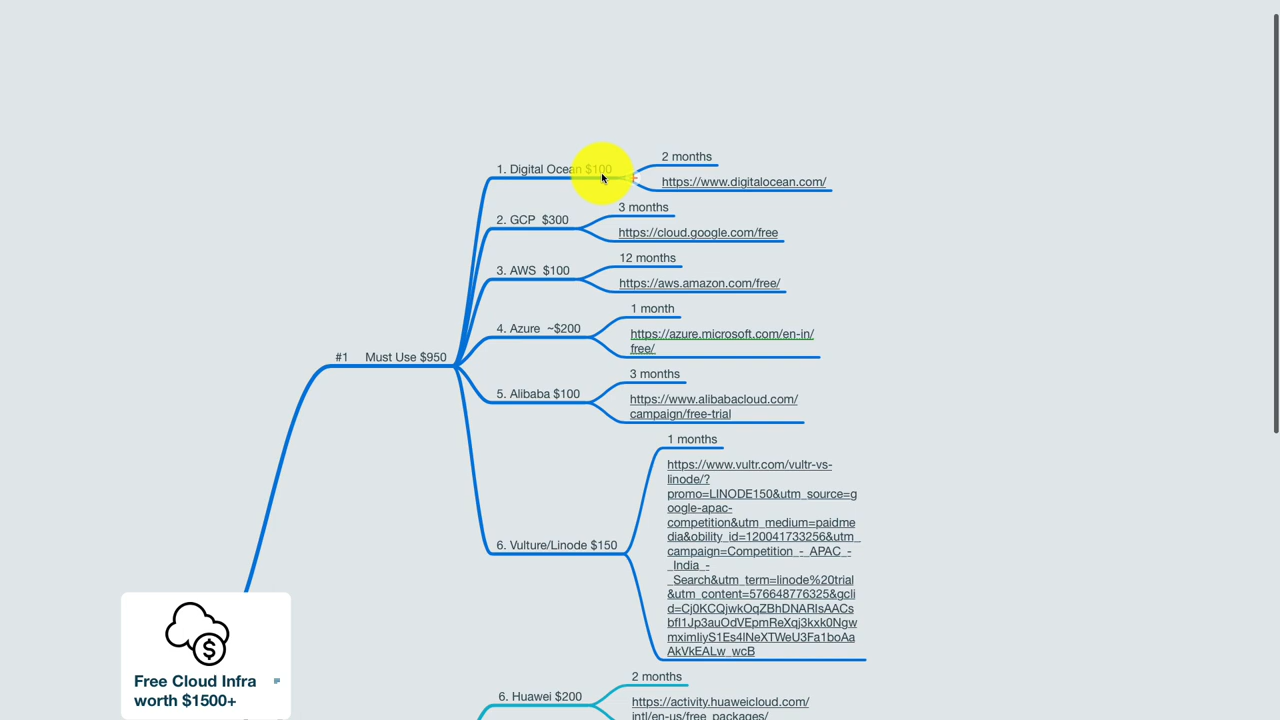 1. Digital Ocean $100
2 months
https://www.digitalocean.com/
2. GCP  $300
3 months
https://cloud.google.com/free
3. AWS  $100
12 months
https://aws.amazon.com/free/
4. Azure  ~$200
1 month
https://azure.microsoft.com/en-in/
free/
#1 Must Use $950
5. Alibaba $100
3 months
https://www.alibabacloud.com/
campaign/free-trial
6. Vulture/Linode $150
1 months
https://www.vultr.com/vultr-vs-
linode/?
promo=LINODE150&utm_source=g
oogle-apac-
competition&utm_medium=paidme
dia&obility_id=120041733256&utm_
campaign=Competition_-_APAC_-
_India_-
_Search&utm_term=linode%20trial
&utm_content=576648776325&gcli
d=Cj0KCQjwkOqZBhDNARIsAACs
bfI1Jp3auOdVEpmReXqj3kxk0Ngw
mximIiyS1Es4lNeXTWeU3Fa1boAa
AkVkEALw_wcB
Free Cloud Infra
worth $1500+
6. Huawei $200
2 months
https://activity.huaweicloud.com/
intl/en-us/free_packages/